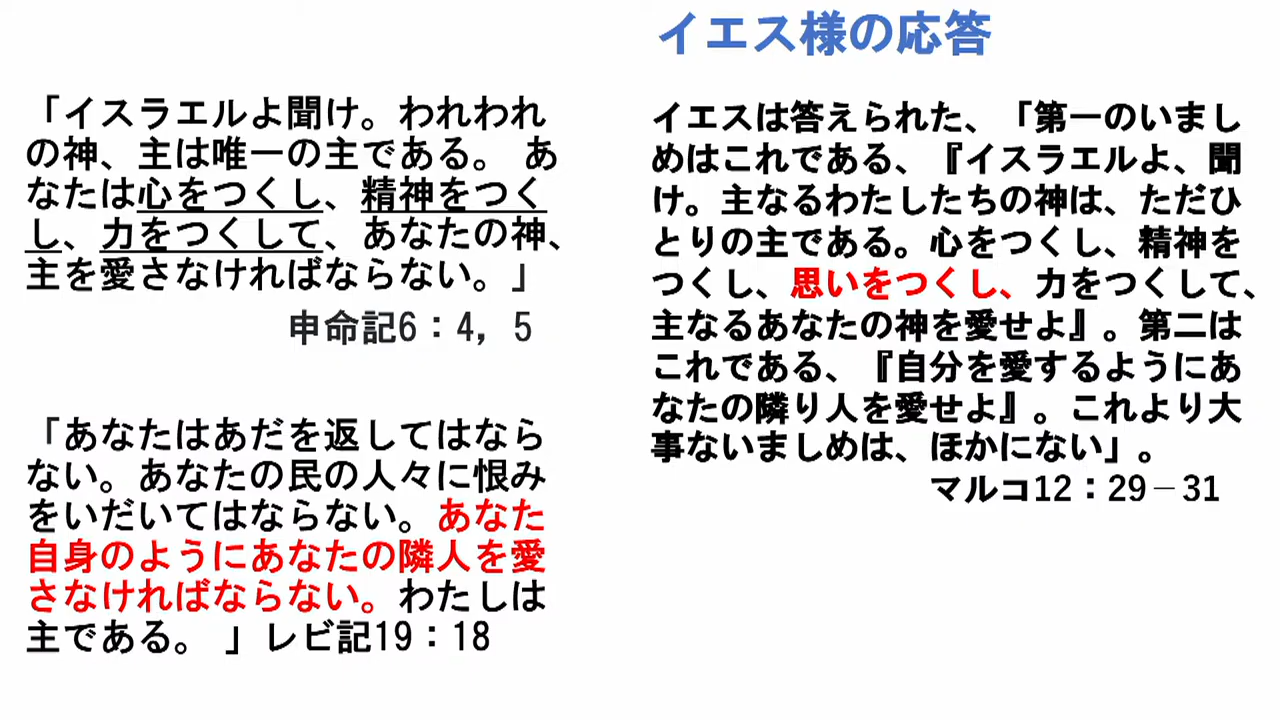 イエス様の応答
「イスラエルよ聞け。われわれ
の神、主は唯一の主である。 あ
なたは心をつくし、精神をつく
し、力をつくして、あなたの神、
主を愛さなければならない。」
申命記6：4，5
「あなたはあだを返してはなら
ない。あなたの民の人々に恨み
をいだいてはならない。あなた
自身のようにあなたの隣人を愛
さなければならない。わたしは
主である。 」レビ記19：18
イエスは答えられた、「第一のいまし
めはこれである、『イスラエルよ、聞
け。主なるわたしたちの神は、ただひ
とりの主である。心をつくし、精神を
つくし、思いをつくし、力をつくして、
主なるあなたの神を愛せよ』。第二は
これである、『自分を愛するようにあ
なたの隣り人を愛せよ』。これより大
事ないましめは、ほかにない」。
マルコ12：29－31